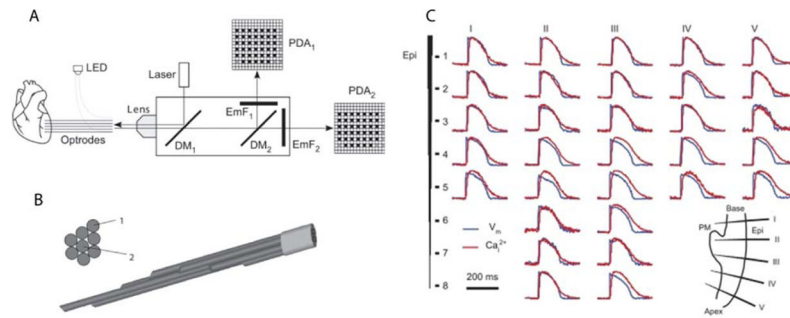 A
LED
Laser
PDA1
PDA2
Lens
EmF1
Optrodes
DM1
DM2
EmF2
B
1
2
C
I II III IV V
Epi
1
2
3
4
5
6
7
8
Vm
Cai2+
200 ms
Base
PM
Epi
I
II
III
IV
V
Apex